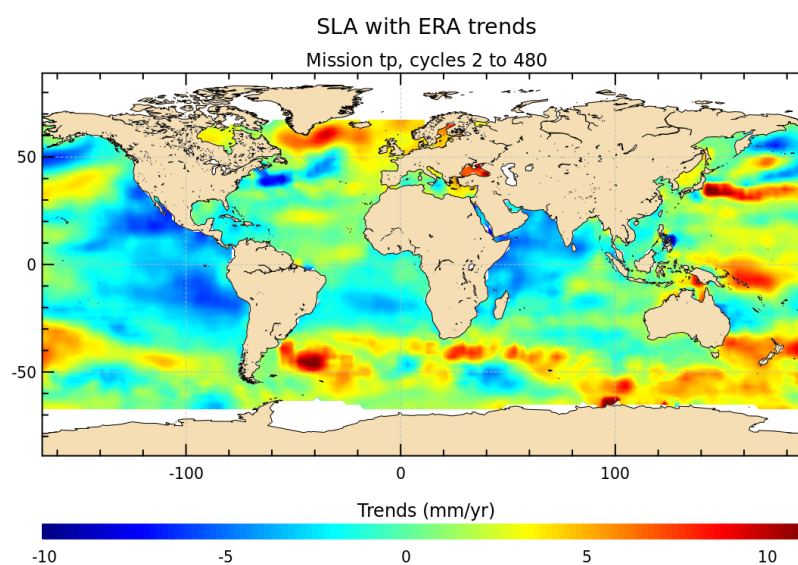 SLA with ERA trends
Mission tp, cycles 2 to 480
50
0
-50
-100 0 100
Trends (mm/yr)
-10 -5 0 5 10